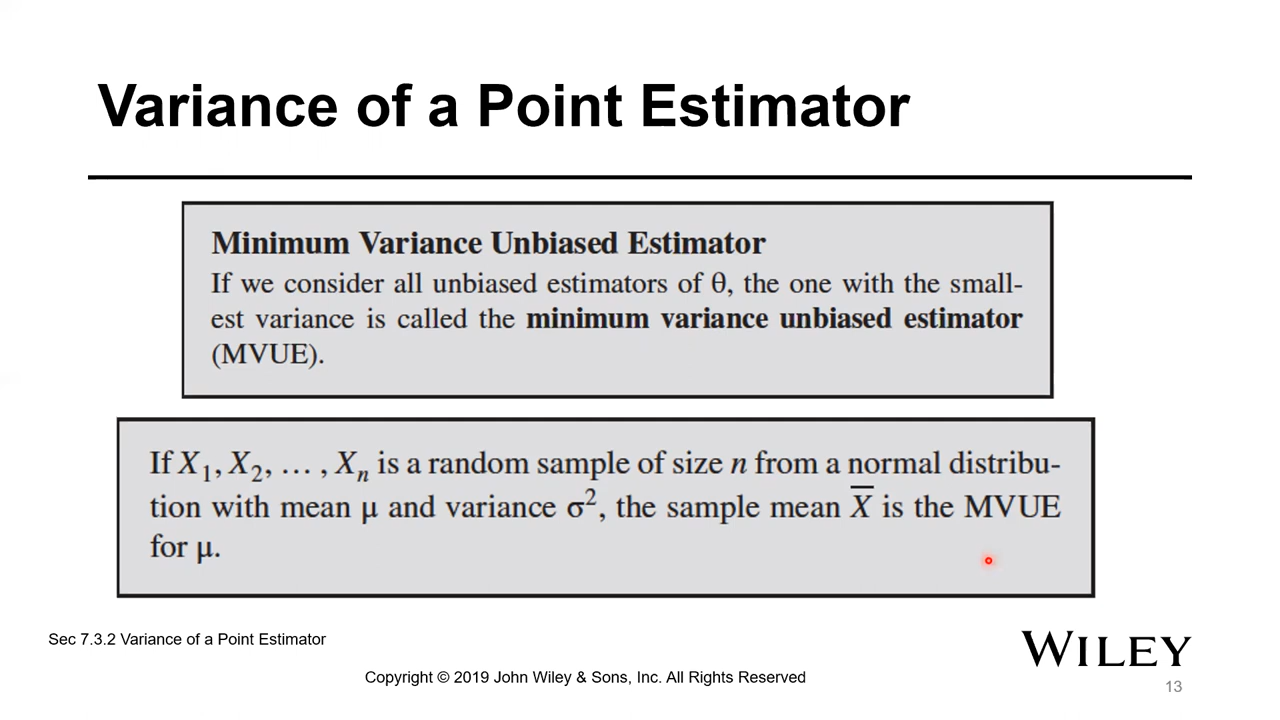 Variance of a Point Estimator
Minimum Variance Unbiased Estimator
If we consider all unbiased estimators of θ, the one with the small-
est variance is called the minimum variance unbiased estimator
(MVUE).
If X₁, X₂, … , Xₙ is a random sample of size n from a normal distribu-
tion with mean μ and variance σ², the sample mean X̅ is the MVUE
for μ.
Sec 7.3.2 Variance of a Point Estimator
WILEY
Copyright © 2019 John Wiley & Sons, Inc. All Rights Reserved
13